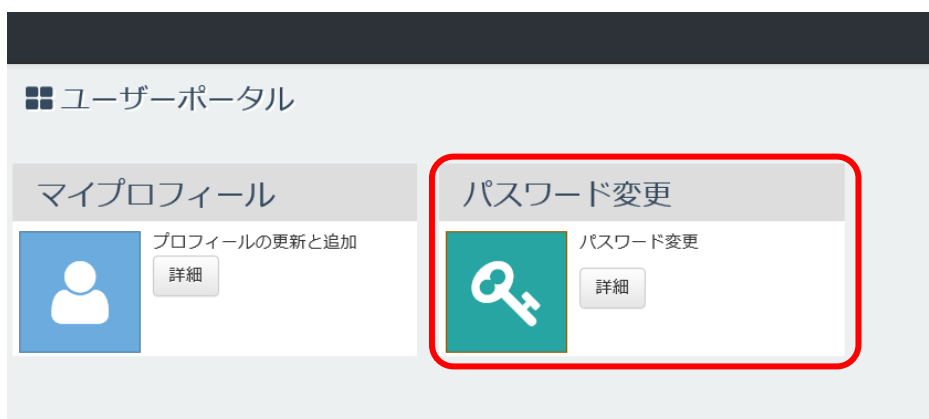 ユーザーポータル
マイプロフィール
プロフィールの更新と追加
詳細
パスワード変更
パスワード変更
詳細